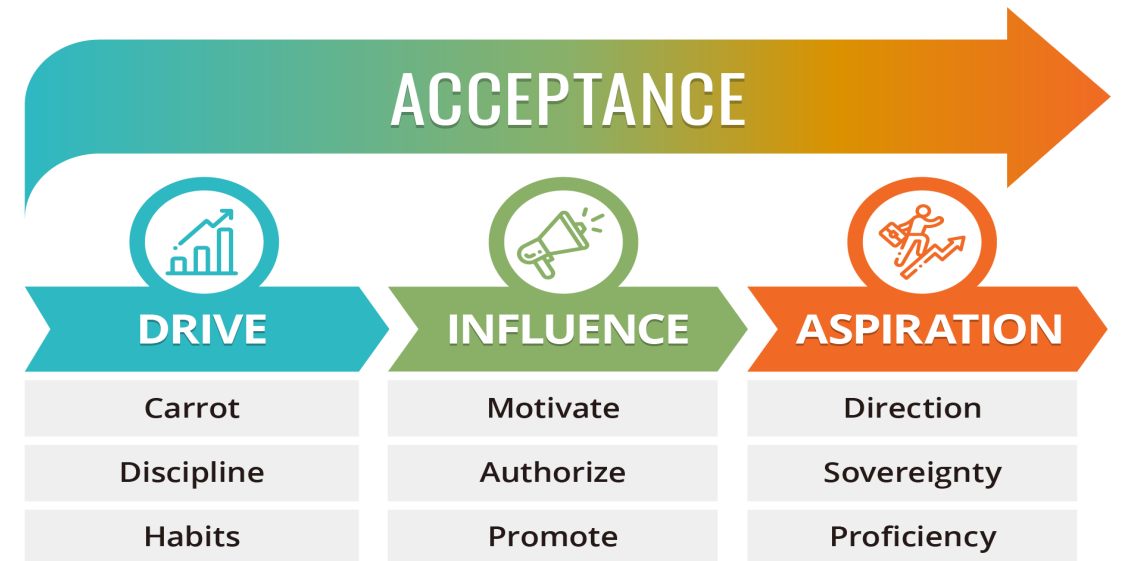 ACCEPTANCE
DRIVE
INFLUENCE
ASPIRATION
Carrot
Motivate
Direction
Discipline
Authorize
Sovereignty
Habits
Promote
Proficiency